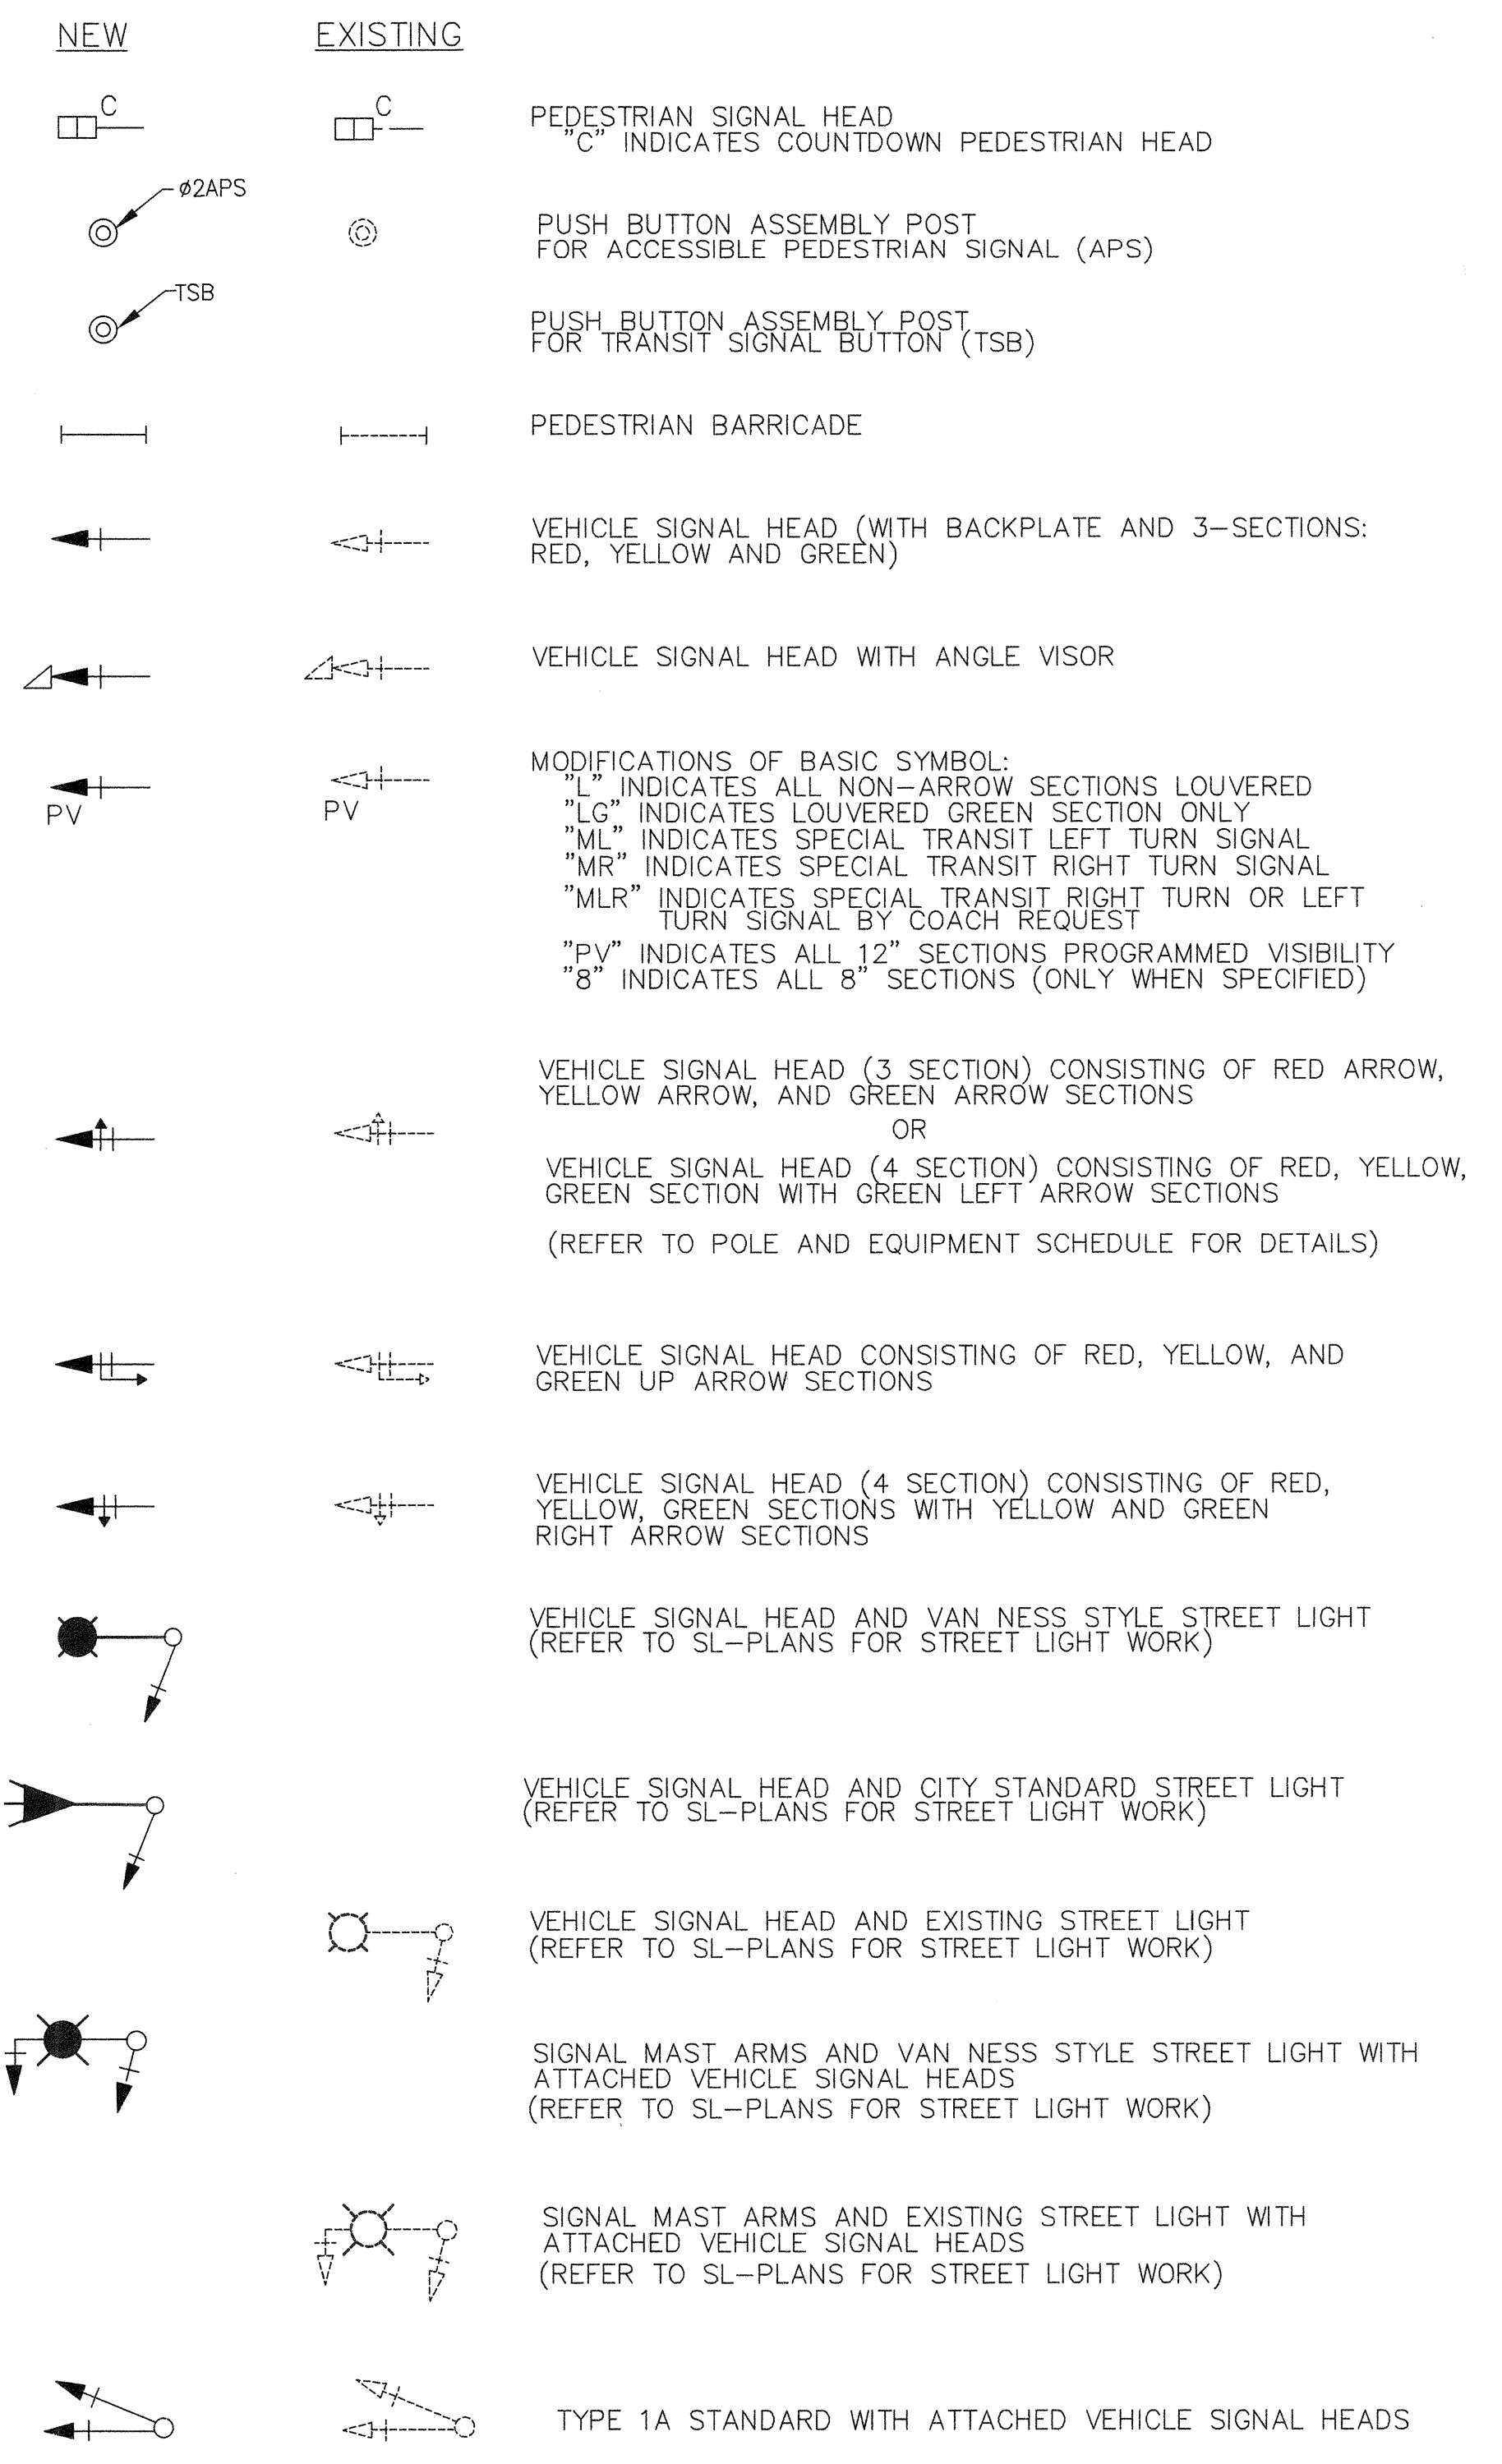 NEW EXISTING
C C PEDESTRIAN SIGNAL HEAD
"C" INDICATES COUNTDOWN PEDESTRIAN HEAD
ø2APS
PUSH BUTTON ASSEMBLY POST
FOR ACCESSIBLE PEDESTRIAN SIGNAL (APS)
TSB
PUSH BUTTON ASSEMBLY POST
FOR TRANSIT SIGNAL BUTTON (TSB)
PEDESTRIAN BARRICADE
VEHICLE SIGNAL HEAD (WITH BACKPLATE AND 3-SECTIONS:
RED, YELLOW AND GREEN)
VEHICLE SIGNAL HEAD WITH ANGLE VISOR
MODIFICATIONS OF BASIC SYMBOL:
"L" INDICATES ALL NON-ARROW SECTIONS LOUVERED
PV PV "LG" INDICATES LOUVERED GREEN SECTION ONLY
"ML" INDICATES SPECIAL TRANSIT LEFT TURN SIGNAL
"MR" INDICATES SPECIAL TRANSIT RIGHT TURN SIGNAL
"MLR" INDICATES SPECIAL TRANSIT RIGHT TURN OR LEFT
TURN SIGNAL BY COACH REQUEST
"PV" INDICATES ALL 12" SECTIONS PROGRAMMED VISIBILITY
"8" INDICATES ALL 8" SECTIONS (ONLY WHEN SPECIFIED)
VEHICLE SIGNAL HEAD (3 SECTION) CONSISTING OF RED ARROW,
YELLOW ARROW, AND GREEN ARROW SECTIONS
OR
VEHICLE SIGNAL HEAD (4 SECTION) CONSISTING OF RED, YELLOW,
GREEN SECTION WITH GREEN LEFT ARROW SECTIONS
(REFER TO POLE AND EQUIPMENT SCHEDULE FOR DETAILS)
VEHICLE SIGNAL HEAD CONSISTING OF RED, YELLOW, AND
GREEN UP ARROW SECTIONS
VEHICLE SIGNAL HEAD (4 SECTION) CONSISTING OF RED,
YELLOW, GREEN SECTIONS WITH YELLOW AND GREEN
RIGHT ARROW SECTIONS
VEHICLE SIGNAL HEAD AND VAN NESS STYLE STREET LIGHT
(REFER TO SL-PLANS FOR STREET LIGHT WORK)
VEHICLE SIGNAL HEAD AND CITY STANDARD STREET LIGHT
(REFER TO SL-PLANS FOR STREET LIGHT WORK)
VEHICLE SIGNAL HEAD AND EXISTING STREET LIGHT
(REFER TO SL-PLANS FOR STREET LIGHT WORK)
SIGNAL MAST ARMS AND VAN NESS STYLE STREET LIGHT WITH
ATTACHED VEHICLE SIGNAL HEADS
(REFER TO SL-PLANS FOR STREET LIGHT WORK)
SIGNAL MAST ARMS AND EXISTING STREET LIGHT WITH
ATTACHED VEHICLE SIGNAL HEADS
(REFER TO SL-PLANS FOR STREET LIGHT WORK)
TYPE 1A STANDARD WITH ATTACHED VEHICLE SIGNAL HEADS